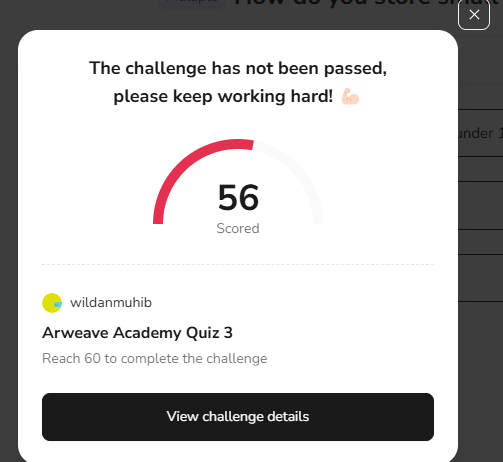 How do you store small
The challenge has not been passed,
please keep working hard! 💪🏻
under 1
56
Scored
wildanmuhib
Arweave Academy Quiz 3
Reach 60 to complete the challenge
View challenge details